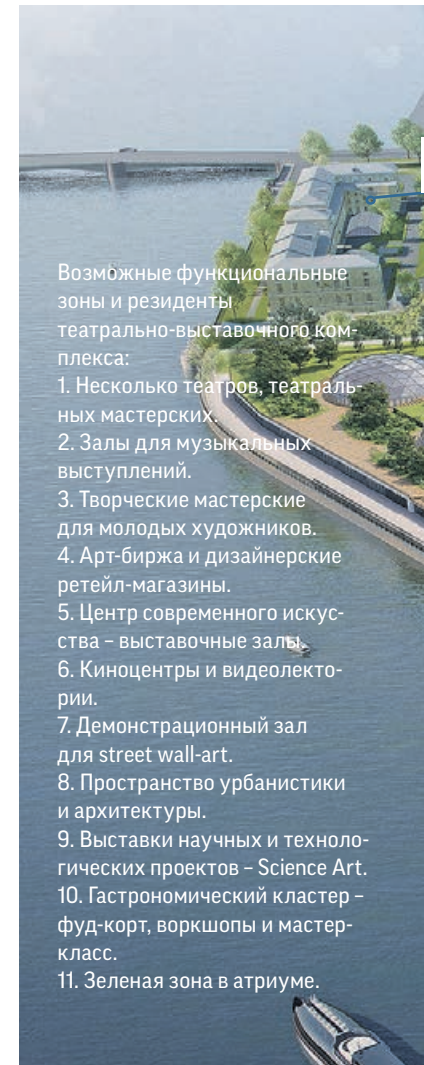 Возможные функциональные
зоны и резиденты
театрально-выставочного ком-
плекса:
1. Несколько театров, театраль-
ных мастерских.
2. Залы для музыкальных
выступлений.
3. Творческие мастерские
для молодых художников.
4. Арт-биржа и дизайнерские
ретейл-магазины.
5. Центр современного искус-
ства – выставочные залы.
6. Киноцентры и видеолекто-
рии.
7. Демонстрационный зал
для street wall-art.
8. Пространство урбанистики
и архитектуры.
9. Выставки научных и техноло-
гических проектов – Science Art.
10. Гастрономический кластер –
фуд-корт, воркшопы и мастер-
класс.
11. Зеленая зона в атриуме.